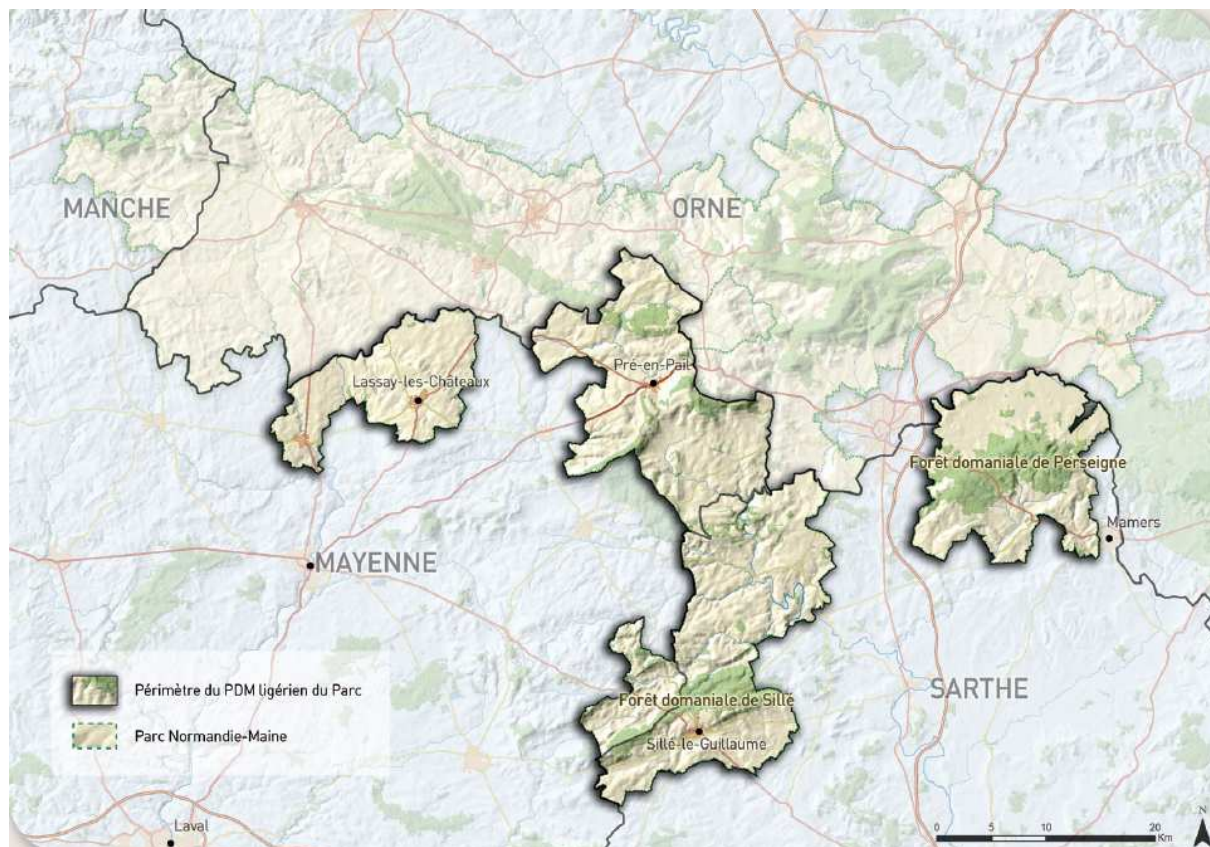 MANCHE
ORNE
Pré-en-Pail
Lassay-les-Châteaux
Forêt domaniale de Perseigne
Mamers
MAYENNE
Périmètre du PDM ligérien du Parc
SARTHE
Forêt domaniale de Sillé
Parc Normandie-Maine
Sillé-le-Guillaume
Laval
N
0 5 10 20
Km